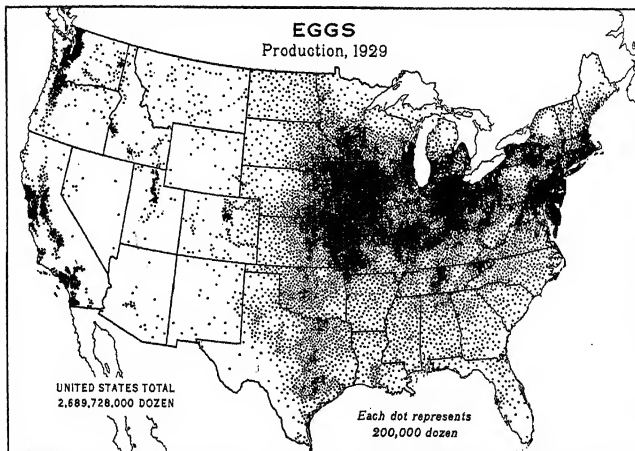 EGGS
Production, 1929
UNITED STATES TOTAL
2,689,728,000 DOZEN
Each dot represents
200,000 dozen